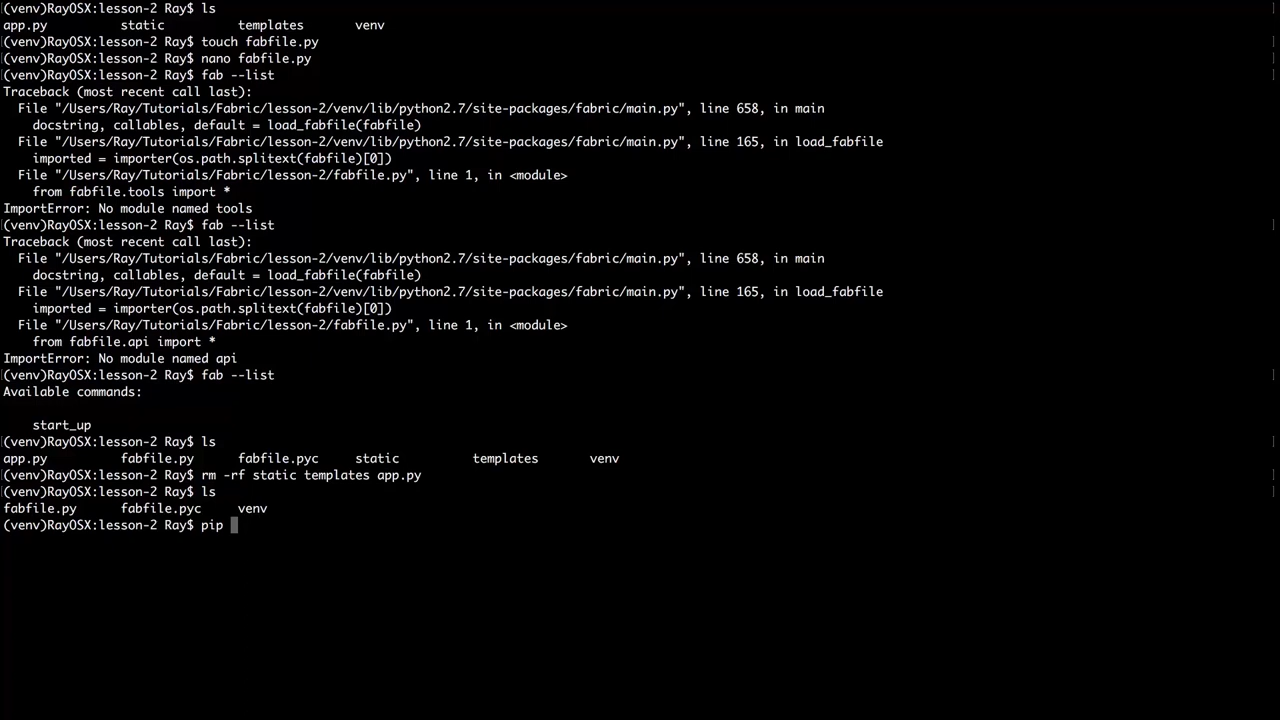 (venv)RayOSX:lesson-2 Ray$ ls
app.py static templates venv
(venv)RayOSX:lesson-2 Ray$ touch fabfile.py
(venv)RayOSX:lesson-2 Ray$ nano fabfile.py
(venv)RayOSX:lesson-2 Ray$ fab --list
Traceback (most recent call last):
  File "/Users/Ray/Tutorials/Fabric/lesson-2/venv/lib/python2.7/site-packages/fabric/main.py", line 658, in main
    docstring, callables, default = load_fabfile(fabfile)
  File "/Users/Ray/Tutorials/Fabric/lesson-2/venv/lib/python2.7/site-packages/fabric/main.py", line 165, in load_fabfile
    imported = importer(os.path.splitext(fabfile)[0])
  File "/Users/Ray/Tutorials/Fabric/lesson-2/fabfile.py", line 1, in <module>
    from fabfile.tools import *
ImportError: No module named tools
(venv)RayOSX:lesson-2 Ray$ fab --list
Traceback (most recent call last):
  File "/Users/Ray/Tutorials/Fabric/lesson-2/venv/lib/python2.7/site-packages/fabric/main.py", line 658, in main
    docstring, callables, default = load_fabfile(fabfile)
  File "/Users/Ray/Tutorials/Fabric/lesson-2/venv/lib/python2.7/site-packages/fabric/main.py", line 165, in load_fabfile
    imported = importer(os.path.splitext(fabfile)[0])
  File "/Users/Ray/Tutorials/Fabric/lesson-2/fabfile.py", line 1, in <module>
    from fabfile.api import *
ImportError: No module named api
(venv)RayOSX:lesson-2 Ray$ fab --list
Available commands:
    start_up
(venv)RayOSX:lesson-2 Ray$ ls
app.py fabfile.py fabfile.pyc static templates venv
(venv)RayOSX:lesson-2 Ray$ rm -rf static templates app.py
(venv)RayOSX:lesson-2 Ray$ ls
fabfile.py fabfile.pyc venv
(venv)RayOSX:lesson-2 Ray$ pip